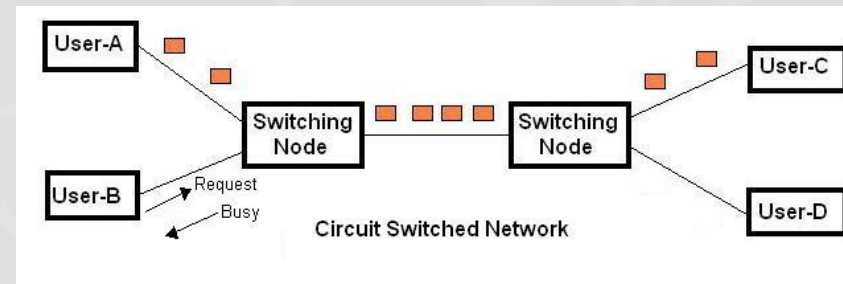 User-A
User-C
Switching
Node
Switching
Node
User-B
Request
Busy
User-D
Circuit Switched Network